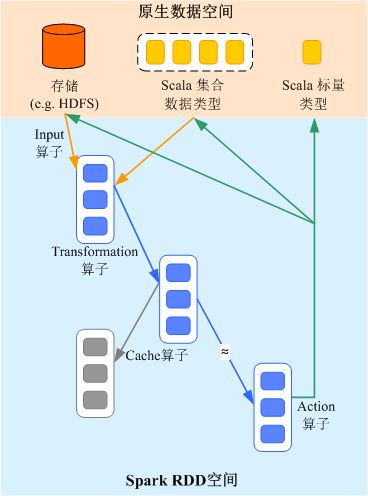 原生数据空间
存储
(e.g. HDFS)
Scala 集合
数据类型
Scala 标量
类型
Input
算子
Transformation
算子
Cache算子
≈
Action
算子
Spark RDD空间